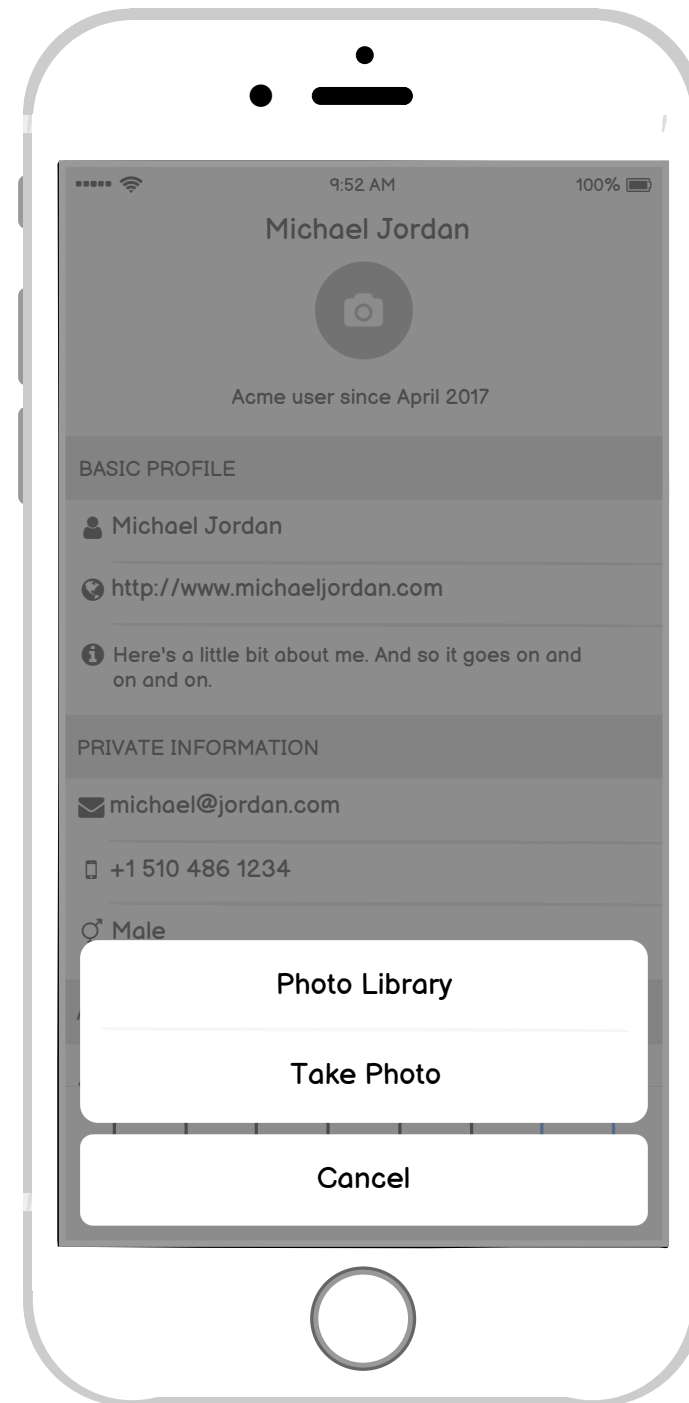 9:52 AM 100%
Michael Jordan
Acme user since April 2017
BASIC PROFILE
Michael Jordan
http://www.michaeljordan.com
Here's a little bit about me. And so it goes on and
on and on.
PRIVATE INFORMATION
michael@jordan.com
+1 510 486 1234
Male
Photo Library
Take Photo
Cancel